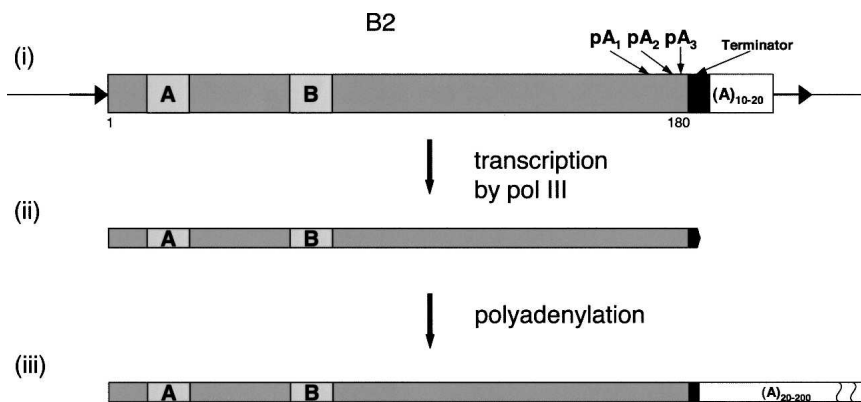 B2
(i)
pA1 pA2 pA3
Terminator
A
B
(A)10-20
1
180
transcription
by pol III
(ii)
A
B
polyadenylation
(iii)
A
B
(A)20-200